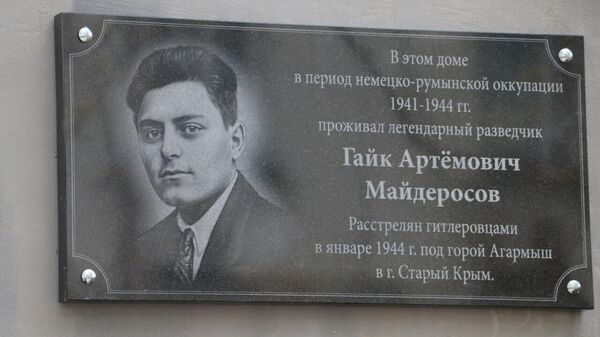 В этом доме
в период немецко-румынской оккупации
1941-1944 гг.
проживал легендарный разведчик
Гайк Артёмович
Майдеросов
Расстрелян гитлеровцами
в январе 1944 г. под горой Агармыш
в г. Старый Крым.